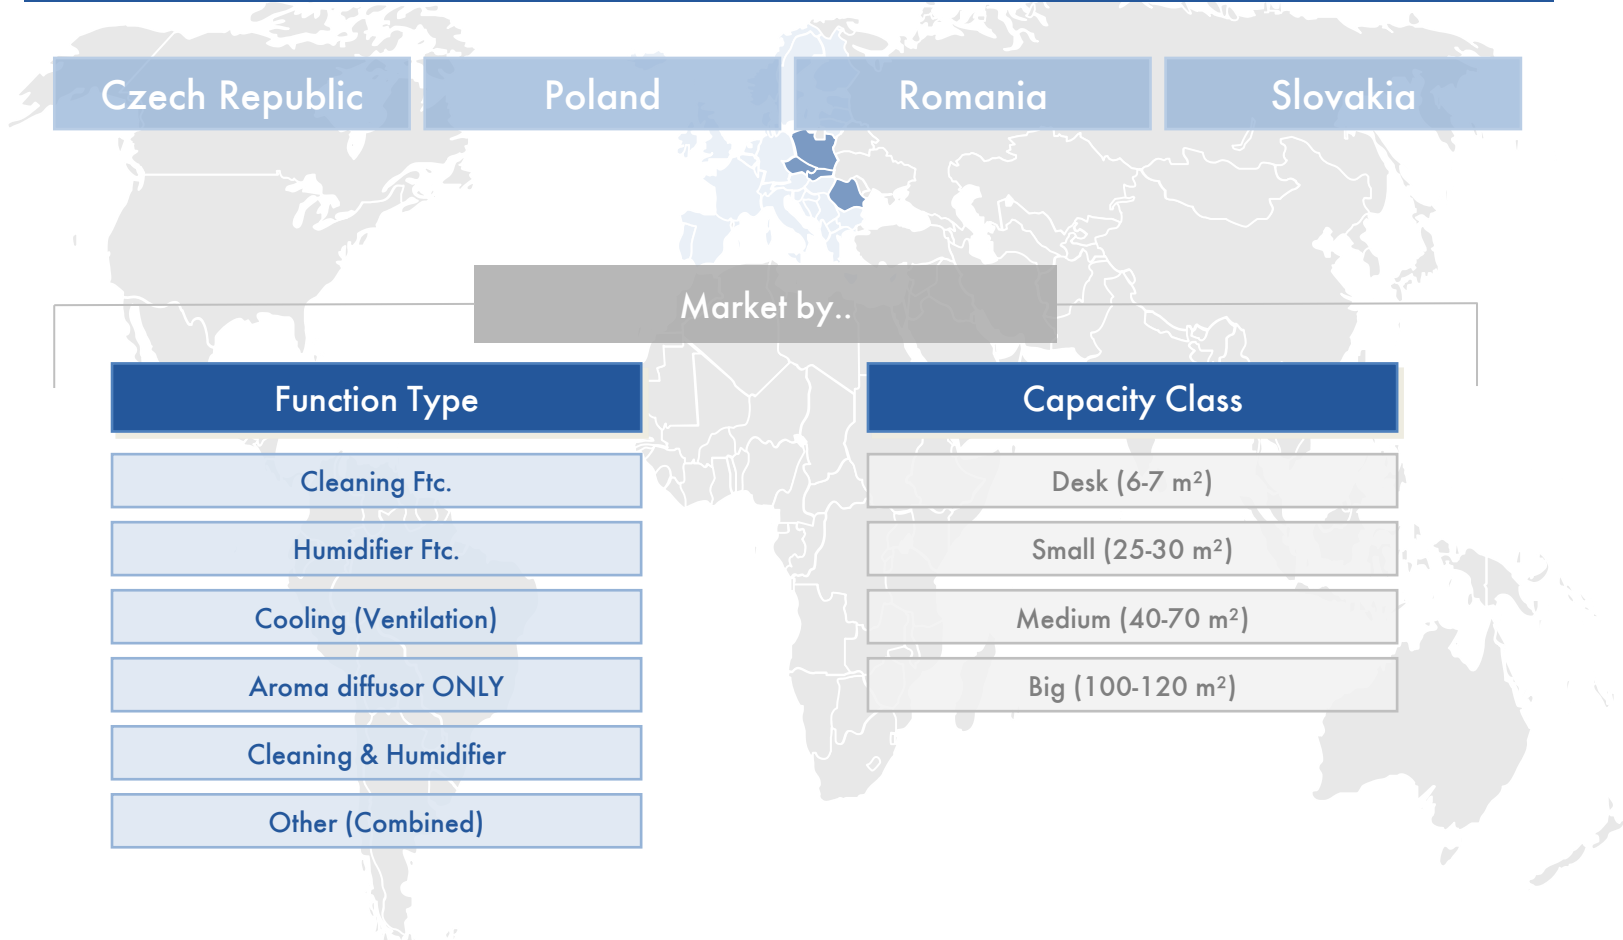 Czech Republic
Poland
Romania
Slovakia
Market by..
Function Type
Cleaning Ftc.
Humidifier Ftc.
Cooling (Ventilation)
Aroma diffusor ONLY
Cleaning & Humidifier
Other (Combined)
Capacity Class
Desk (6-7 m²)
Small (25-30 m²)
Medium (40-70 m²)
Big (100-120 m²)